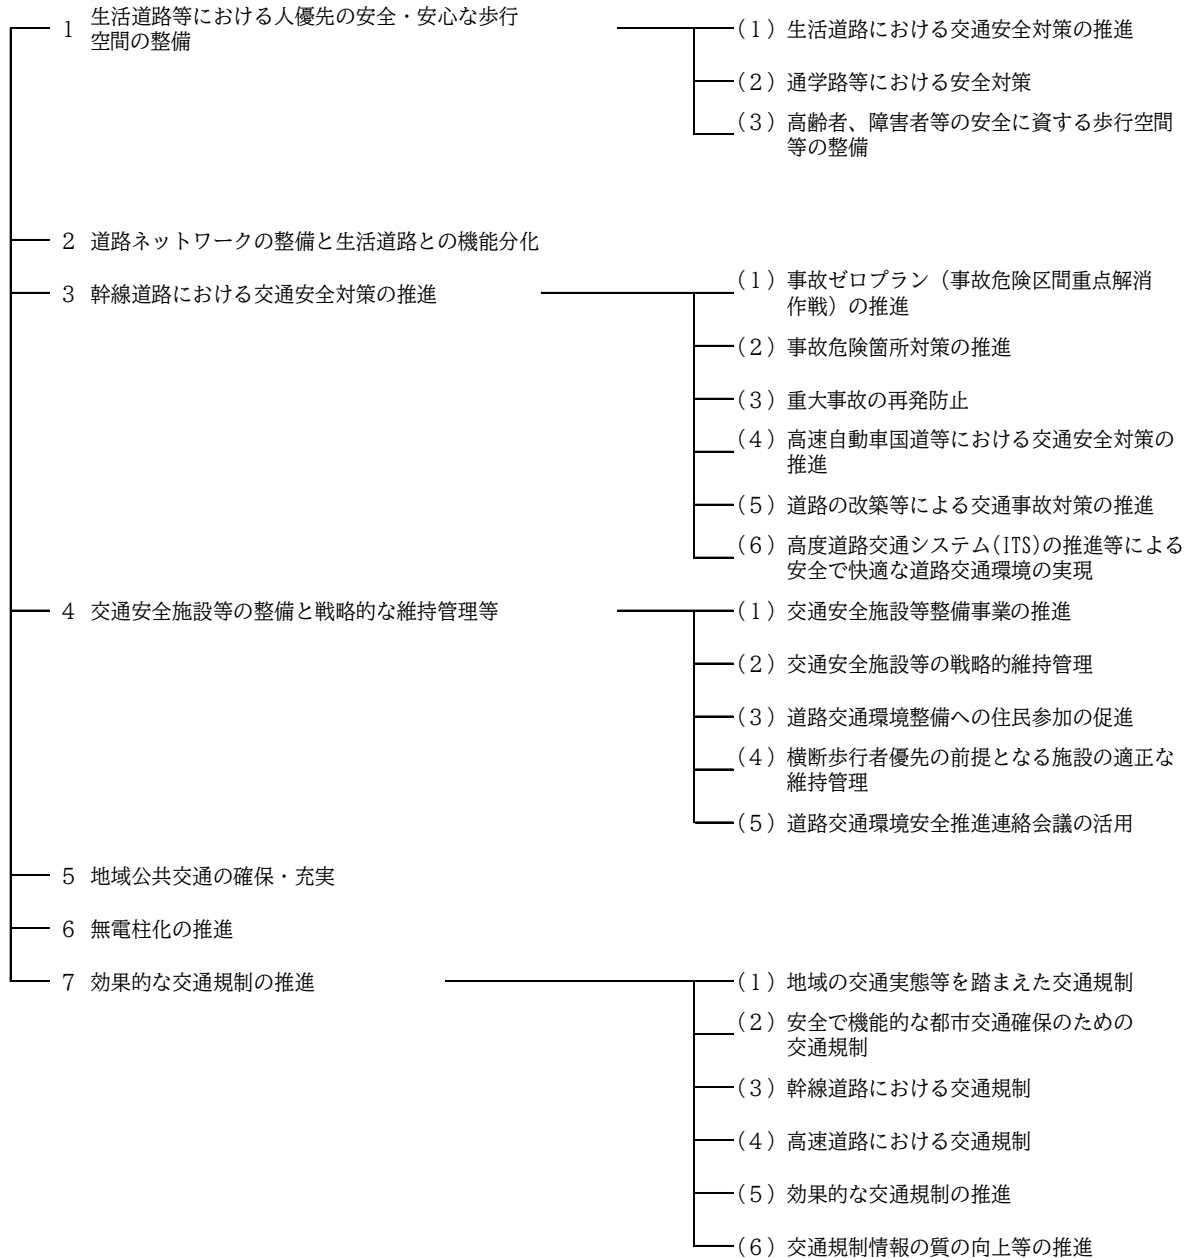 1 生活道路等における人優先の安全・安心な歩行
空間の整備
(1)生活道路における交通安全対策の推進
(2)通学路等における安全対策
(3)高齢者、障害者等の安全に資する歩行空間
等の整備
2 道路ネットワークの整備と生活道路との機能分化
3 幹線道路における交通安全対策の推進
(1)事故ゼロプラン（事故危険区間重点解消
作戦）の推進
(2)事故危険箇所対策の推進
(3)重大事故の再発防止
(4)高速自動車国道等における交通安全対策の
推進
(5)道路の改築等による交通事故対策の推進
(6)高度道路交通システム(ITS)の推進等による
安全で快適な道路交通環境の実現
4 交通安全施設等の整備と戦略的な維持管理等
(1)交通安全施設等整備事業の推進
(2)交通安全施設等の戦略的維持管理
(3)道路交通環境整備への住民参加の促進
(4)横断歩行者優先の前提となる施設の適正な
維持管理
(5)道路交通環境安全推進連絡会議の活用
5 地域公共交通の確保・充実
6 無電柱化の推進
7 効果的な交通規制の推進
(1)地域の交通実態等を踏まえた交通規制
(2)安全で機能的な都市交通確保のための
交通規制
(3)幹線道路における交通規制
(4)高速道路における交通規制
(5)効果的な交通規制の推進
(6)交通規制情報の質の向上等の推進